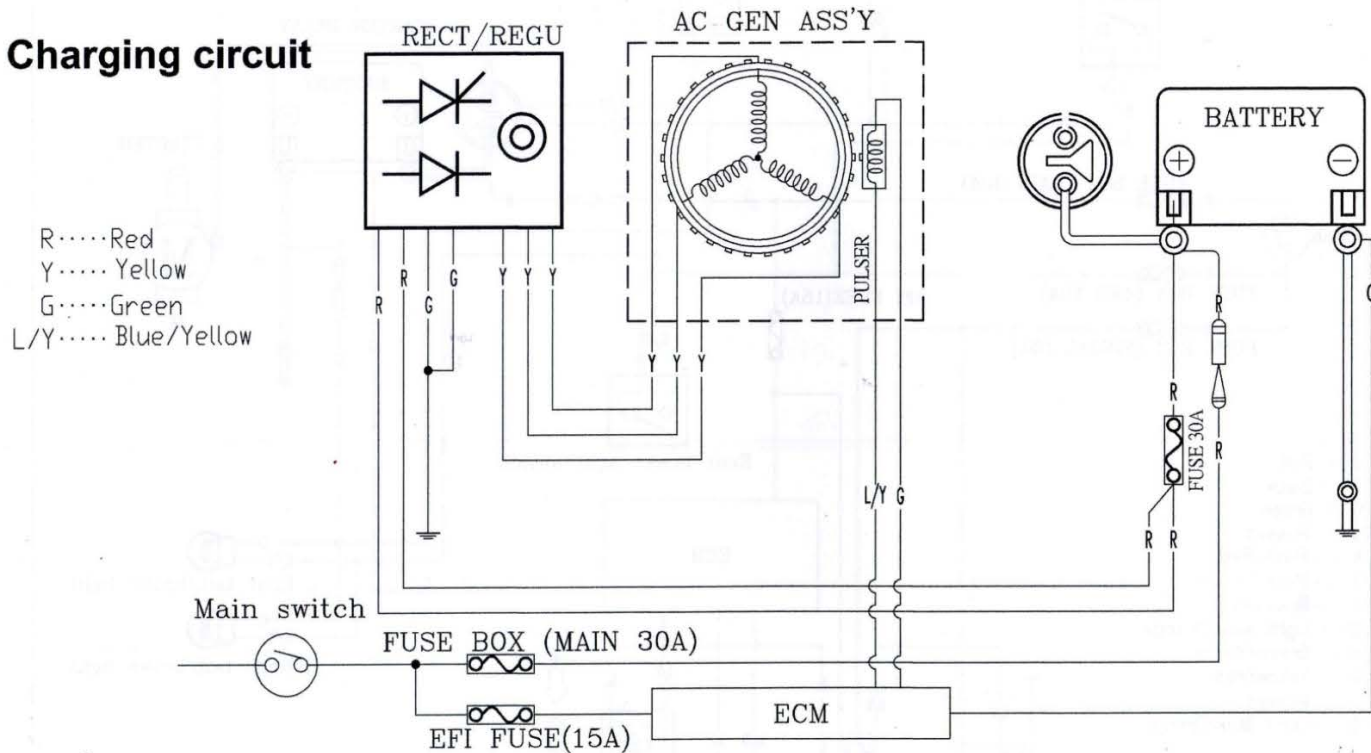 Charging circuit
RECT/REGU
AC GEN ASS'Y
BATTERY
R·····Red
Y·····Yellow
G·····Green
L/Y·····Blue/Yellow
R
R
G
G
Y
Y
Y
Y
Y
Y
PULSER
L/Y
G
R
R
R
FUSE 30A
R
R
Main switch
FUSE BOX (MAIN 30A)
EFI FUSE(15A)
ECM